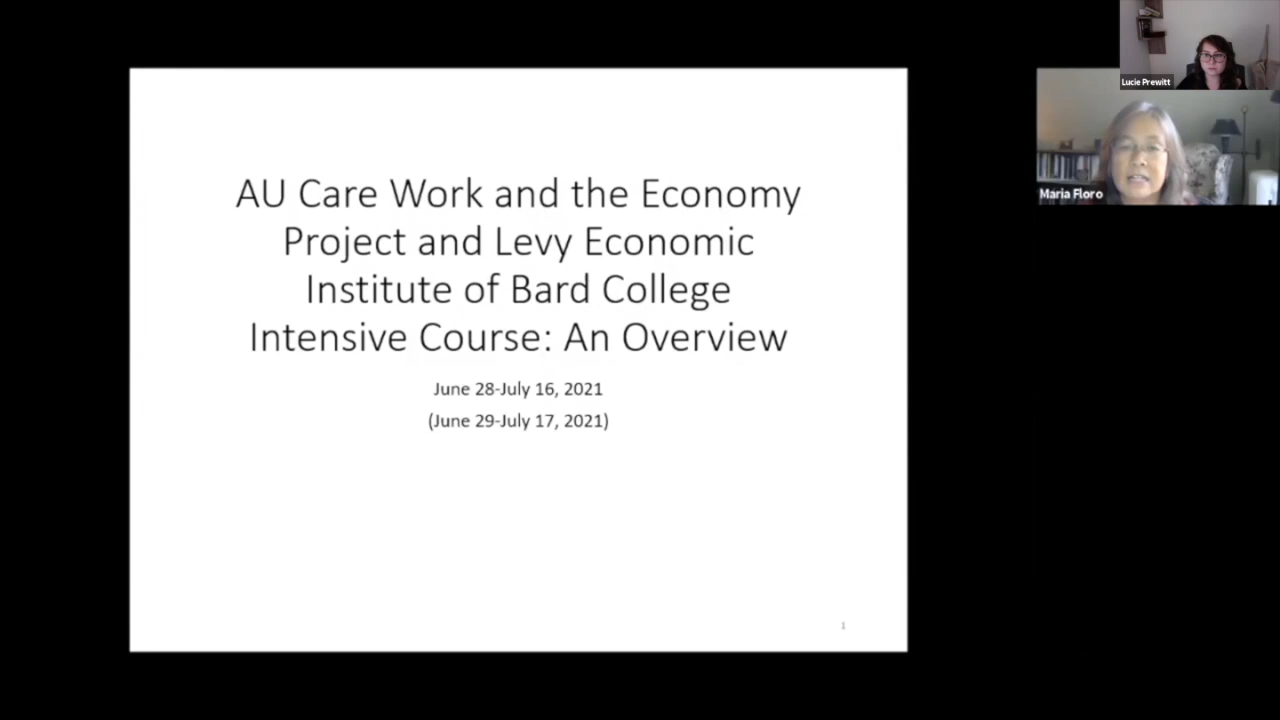 Lucie Prewitt
Maria Floro
AU Care Work and the Economy
Project and Levy Economic
Institute of Bard College
Intensive Course: An Overview
June 28-July 16, 2021
(June 29-July 17, 2021)
1